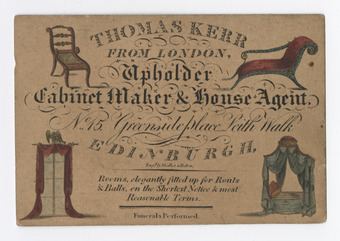 THOMAS KERR
FROM LONDON,
Upholder
Cabinet Maker & House Agent.
No. 15, Greenside place Leith Walk
EDINBURGH.
Rooms, elegantly fitted up for Routs
& Balls, on the Shortest Notice & most
Reasonable Terms.
Funerals Performed.